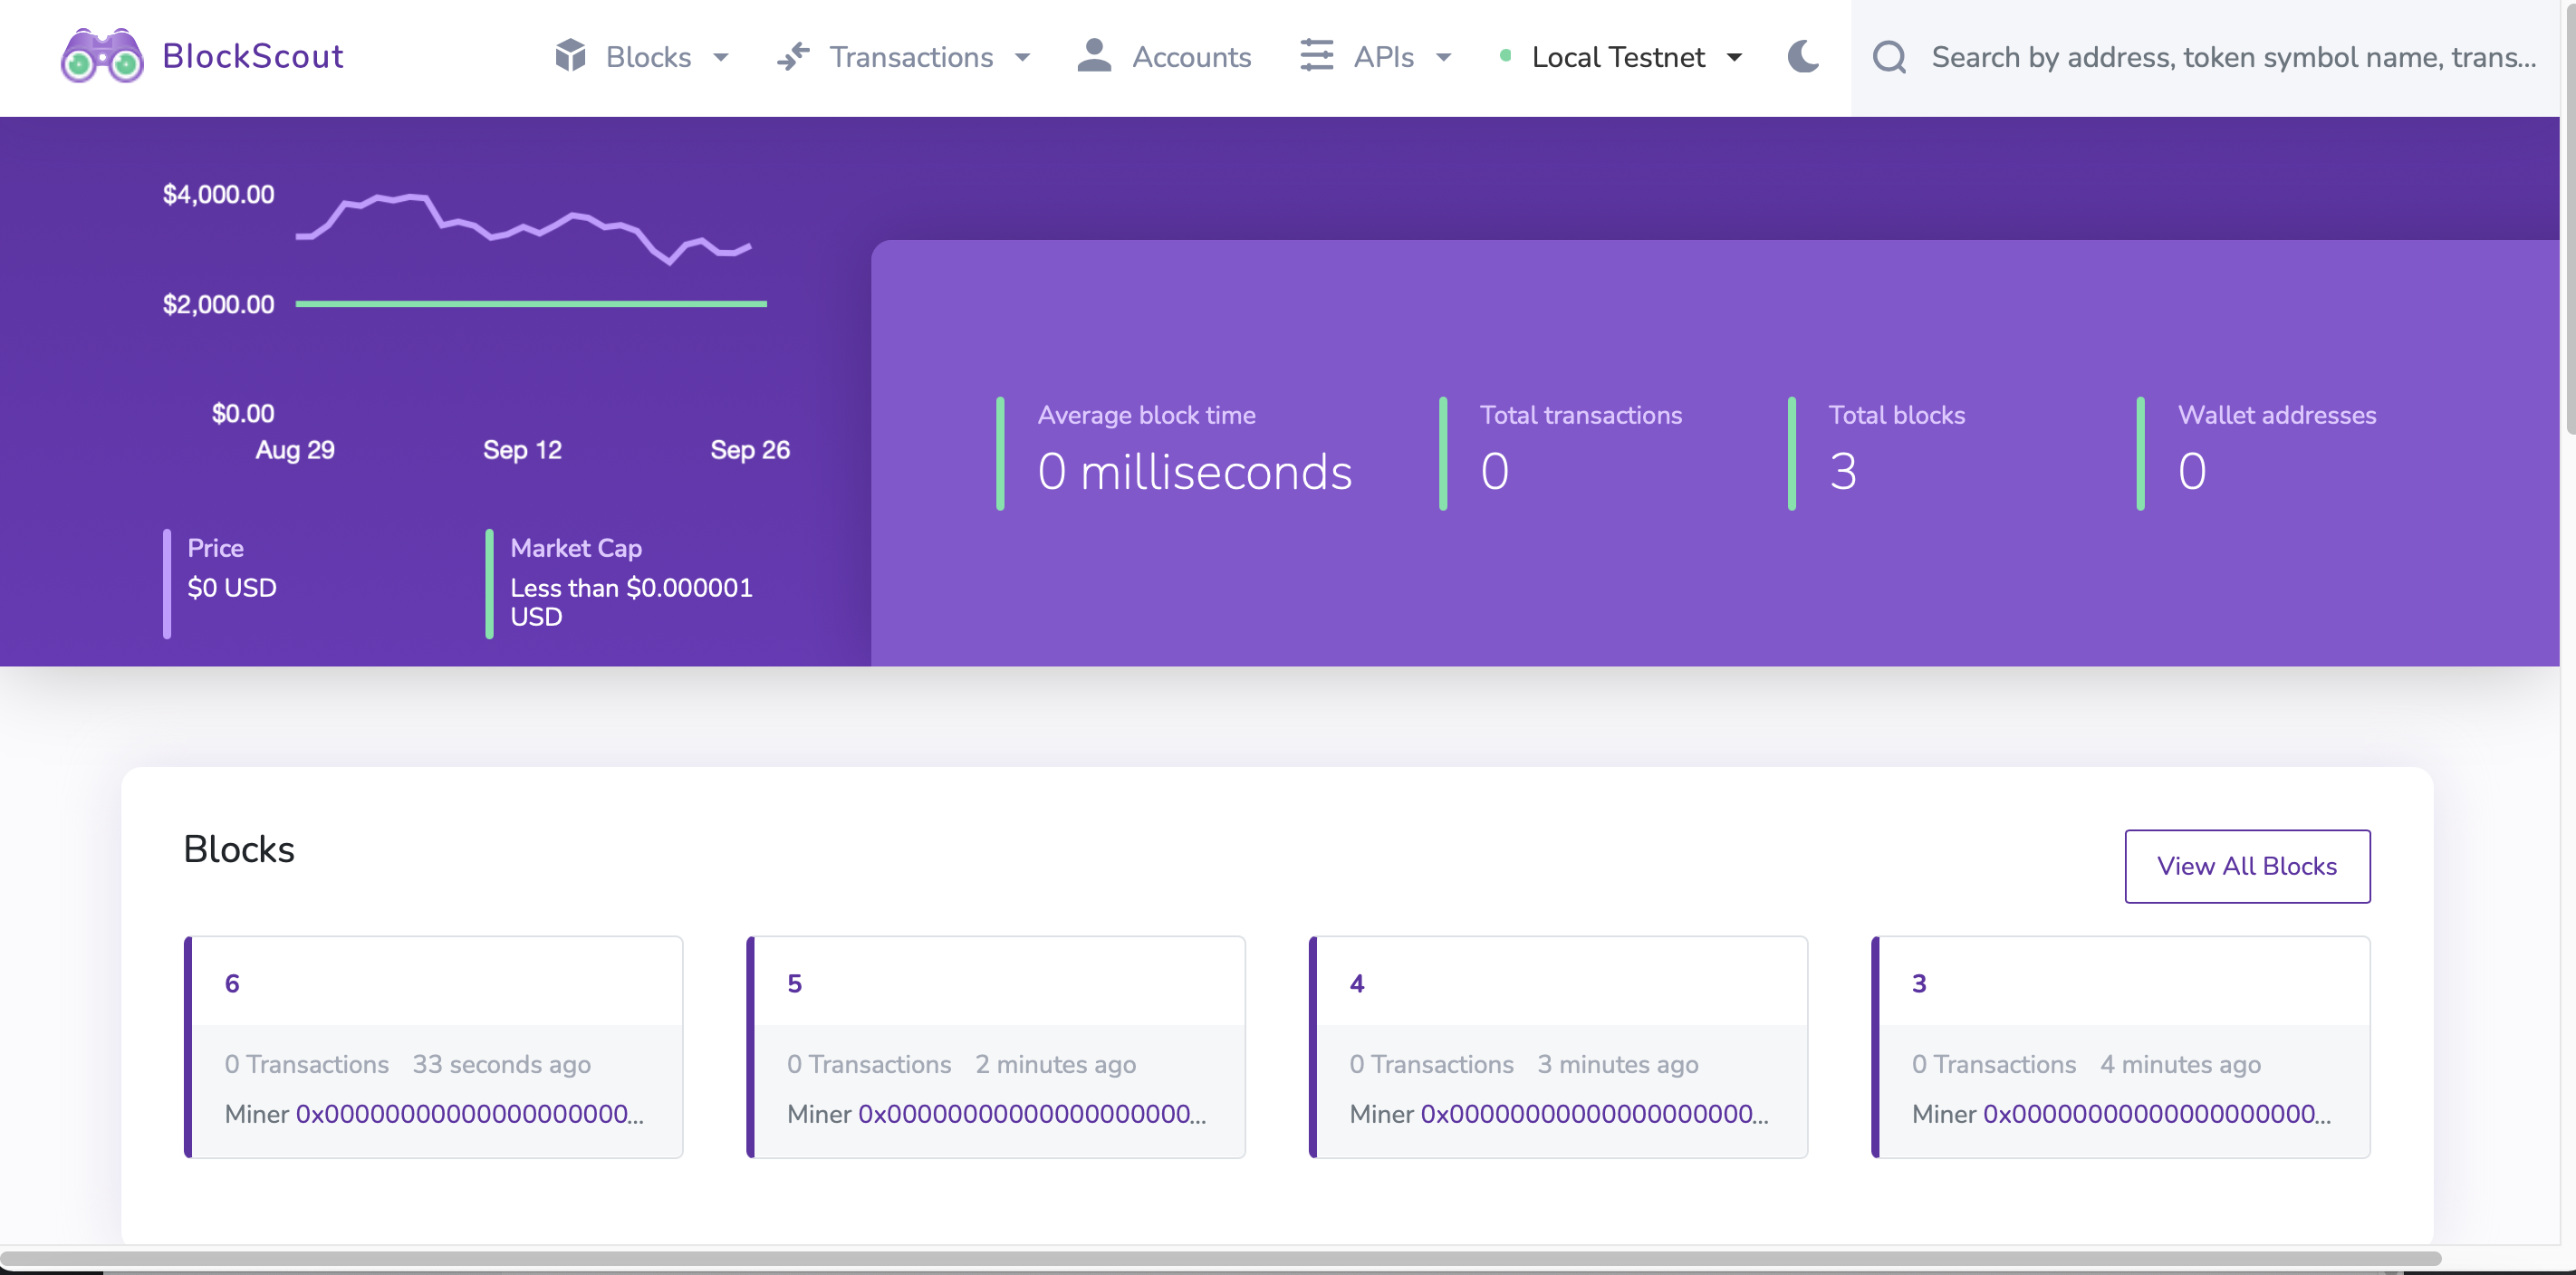 BlockScout
Blocks
Transactions
Accounts
APIs
Local Testnet
Search by address, token symbol name, trans...
$4,000.00
$2,000.00
$0.00
Aug 29
Sep 12
Sep 26
Price
$0 USD
Market Cap
Less than $0.000001
USD
Average block time
0 milliseconds
Total transactions
0
Total blocks
3
Wallet addresses
0
Blocks
View All Blocks
6
0 Transactions 33 seconds ago
Miner 0x0000000000000000000000...
5
0 Transactions 2 minutes ago
Miner 0x0000000000000000000000...
4
0 Transactions 3 minutes ago
Miner 0x0000000000000000000000...
3
0 Transactions 4 minutes ago
Miner 0x0000000000000000000000...